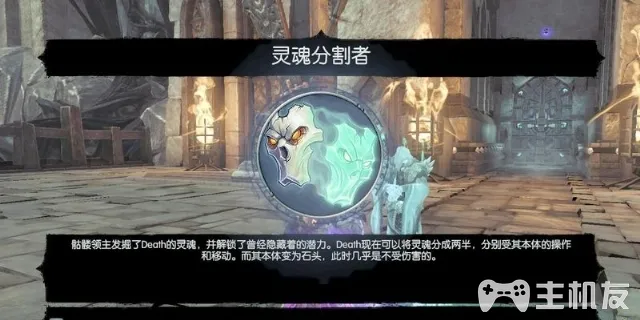 灵魂分割者
骷髅领主发掘了Death的灵魂，并解锁了曾经隐藏着的潜力。Death现在可以将灵魂分成两半，分别受其本体的操作
和移动。而其本体变为石头，此时几乎是不受伤害的。
主机友